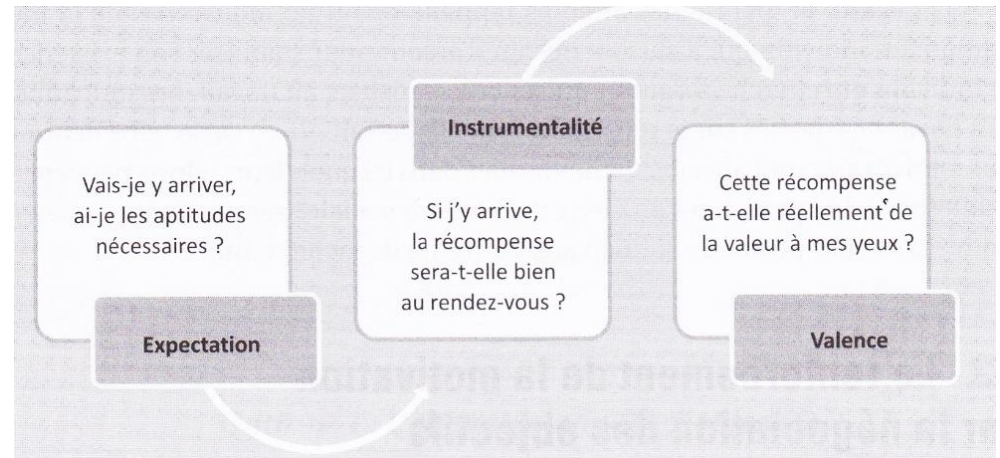 Vais-je y arriver,
ai-je les aptitudes
nécessaires ?
Expectation
Instrumentalité
Si j'y arrive,
la récompense
sera-t-elle bien
au rendez-vous ?
Cette récompense
a-t-elle réellement de
la valeur à mes yeux ?
Valence